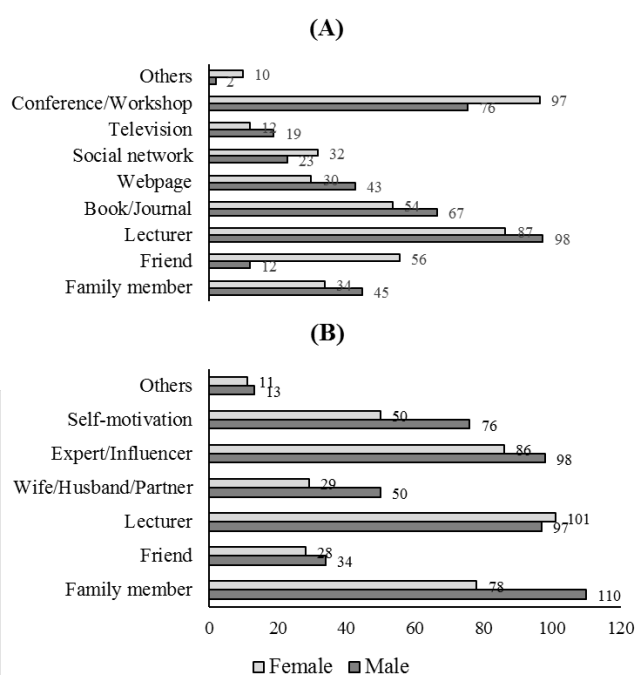 (A)
Others 10
2
Conference/Workshop 97
76
Television 12
19
Social network 32
23
Webpage 30
43
Book/Journal 54
67
Lecturer 87
98
Friend 56
12
Family member 34
45
(B)
Others 11
13
Self-motivation 50
76
Expert/Influencer 86
98
Wife/Husband/Partner 29
50
Lecturer 101
97
Friend 28
34
Family member 78
110
0 20 40 60 80 100 120
Female Male